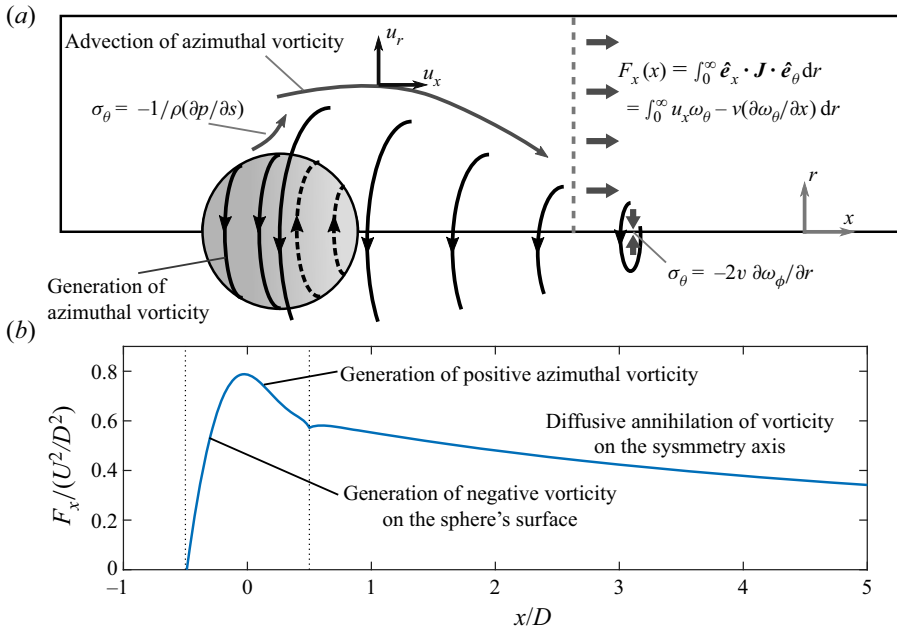 (a)
Advection of azimuthal vorticity
u_r
u_x
σ_θ = −1/ρ(∂p/∂s)
F_x(x) = ∫_0^∞ ê_x · J · ê_θ dr
= ∫_0^∞ u_x ω_θ – ν(∂ω_θ/∂x) dr
r
x
Generation of
azimuthal vorticity
σ_θ = −2ν ∂ω_ϕ/∂r
(b)
0.8
0.6
0.4
0.2
0
F_x/(U²/D²)
Generation of positive azimuthal vorticity
Diffusive annihilation of vorticity
on the sysmmetry axis
Generation of negative vorticity
on the sphere's surface
−1
0
1
2
3
4
5
x/D